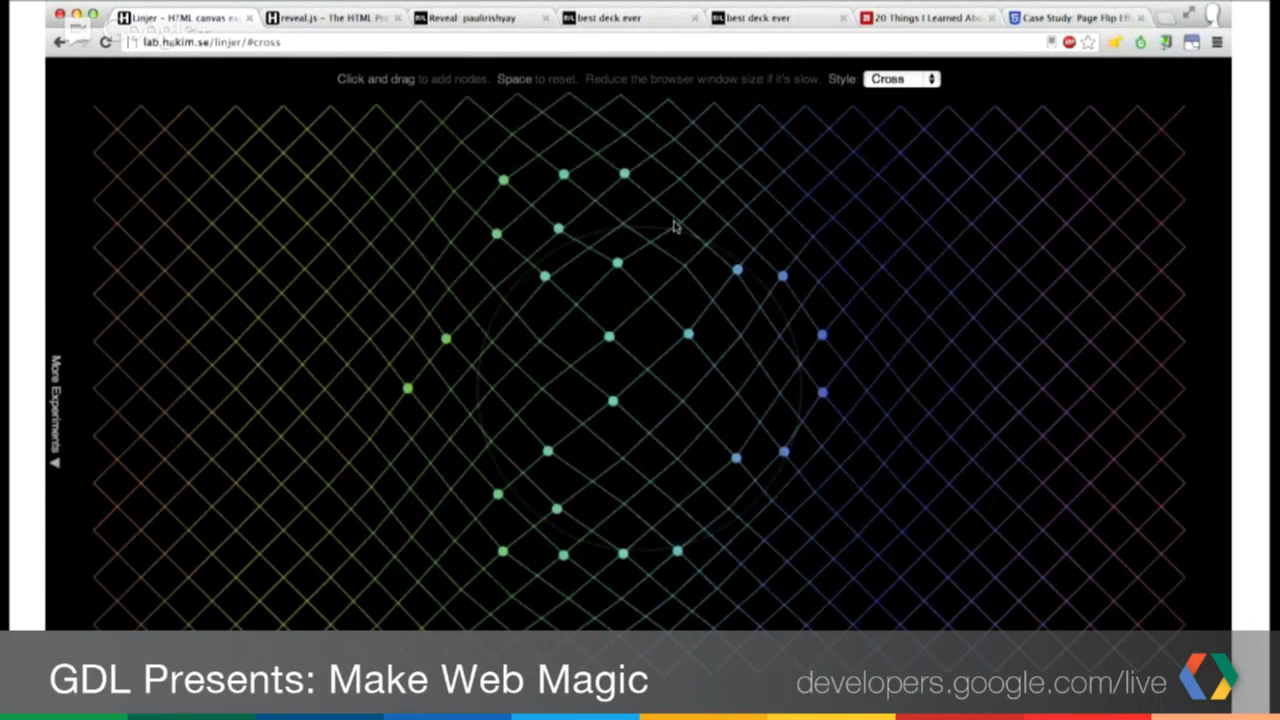 Linjer – HTML canvas ex
reveal.js – The HTML Pre
Reveal: paulirishyay
best deck ever
best deck ever
20 Things I Learned Abo
Case Study: Page Flip Eff
lab.hakim.se/linjer/#cross
Click and drag to add nodes. Space to reset. Reduce the browser window size if it's slow. Style Cross
More Experiments ▼
GDL Presents: Make Web Magic
developers.google.com/live